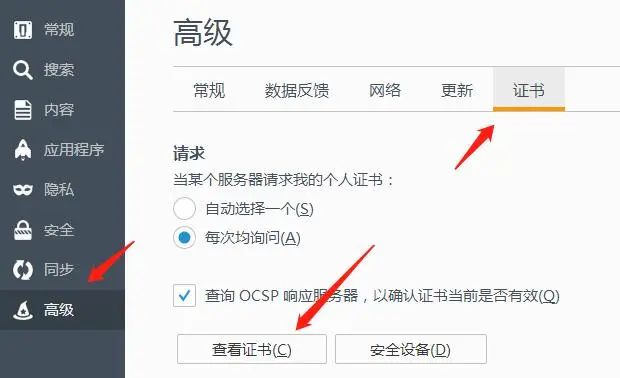 常规
搜索
内容
应用程序
隐私
安全
同步
高级
高级
常规 数据反馈 网络 更新 证书
请求
当某个服务器请求我的个人证书：
自动选择一个(S)
每次均询问(A)
查询 OCSP 响应服务器，以确认证书当前是否有效(Q)
查看证书(C) 安全设备(D)